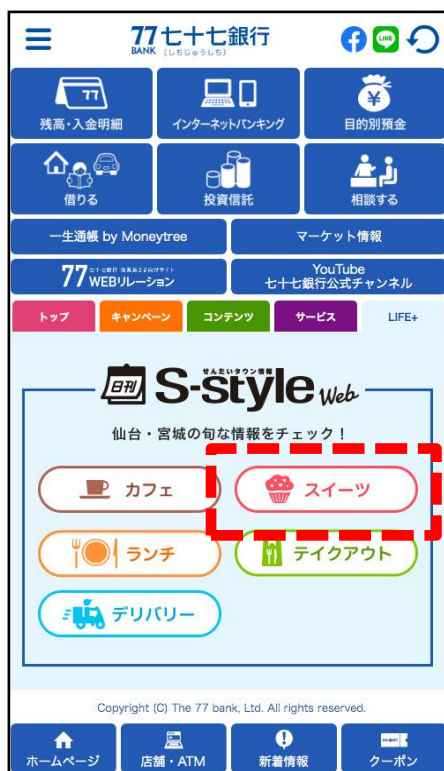 77 BANK 七十七銀行
(しちじゅうしち)
LINE
77
残高・入金明細
インターネットバンキング
目的別預金
借りる
投資信託
相談する
一生通帳 by Moneytree
マーケット情報
77 WEBリレーション
YouTube
七十七銀行公式チャンネル
トップ
キャンペーン
コンテンツ
サービス
LIFE+
せんだいタウン情報
日刊 S-style Web
仙台・宮城の旬な情報をチェック！
カフェ
スイーツ
ランチ
テイクアウト
デリバリー
Copyright (C) The 77 bank, Ltd. All rights reserved.
ホームページ
店舗・ATM
新着情報
クーポン